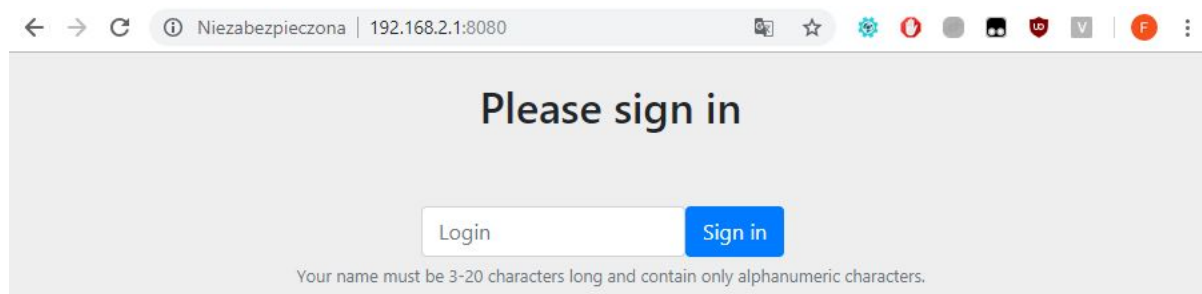 Niezabezpieczona | 192.168.2.1:8080
Please sign in
Login Sign in
Your name must be 3-20 characters long and contain only alphanumeric characters.